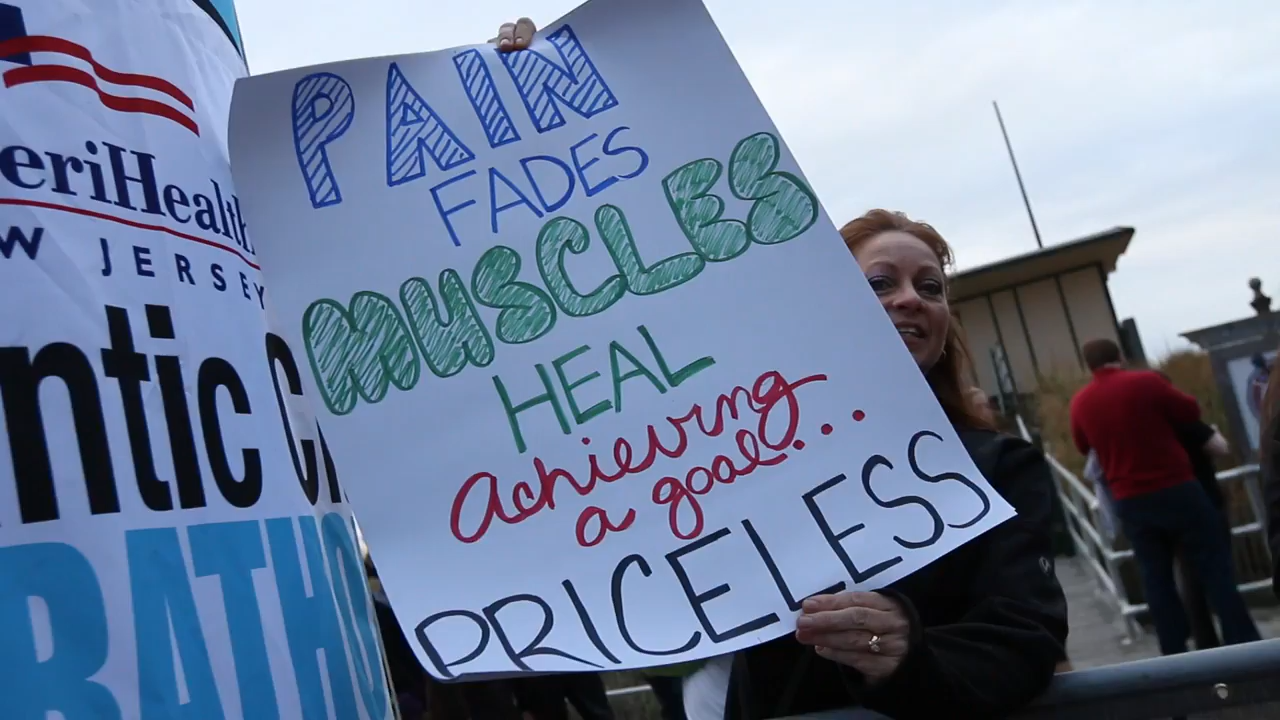 PAIN
FADES
MUSCLES
HEAL
achieving
a goal...
PRICELESS
eriHealth
W JERSEY
ntic C
RATHO